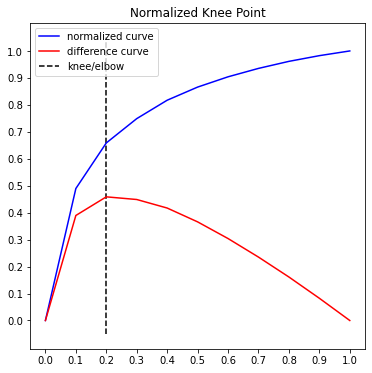 Normalized Knee Point
normalized curve
difference curve
knee/elbow
1.0
0.9
0.8
0.7
0.6
0.5
0.4
0.3
0.2
0.1
0.0
0.0 0.1 0.2 0.3 0.4 0.5 0.6 0.7 0.8 0.9 1.0